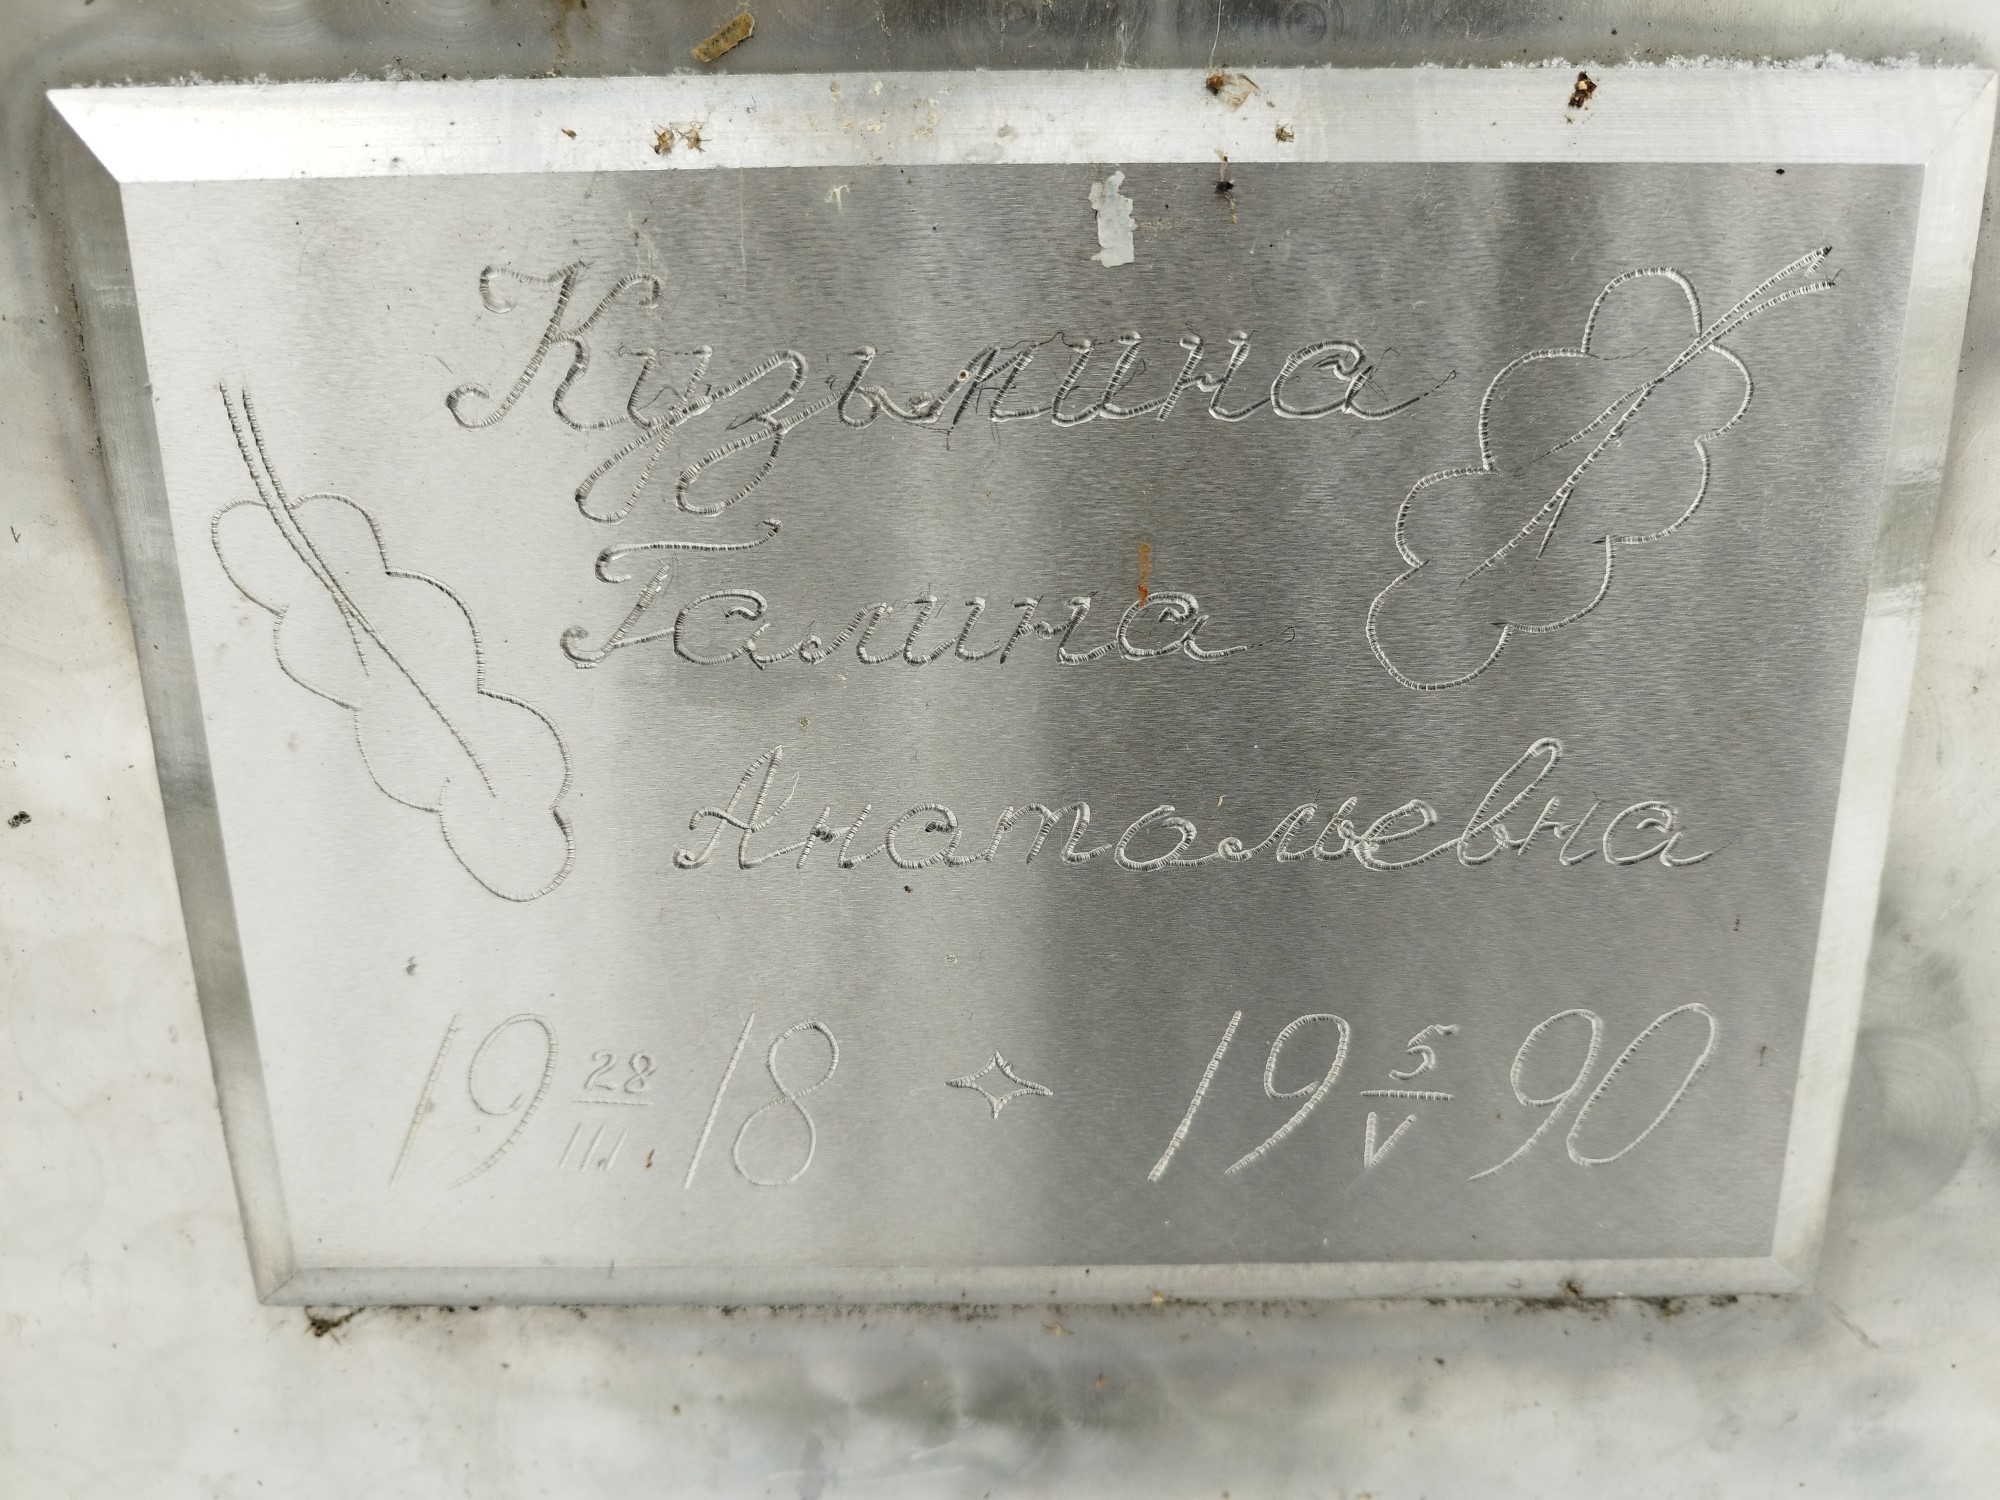 Кузьмина
Галина
Анатольевна
19 28/III 18 19 5/V 90